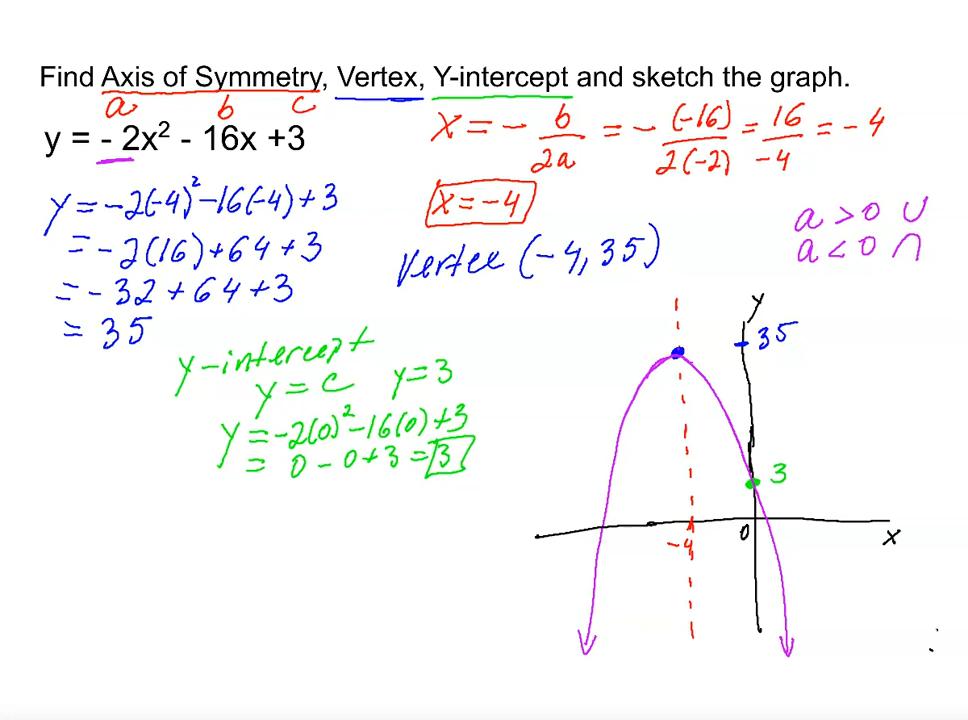 Find Axis of Symmetry, Vertex, Y-intercept and sketch the graph.
a b c
y = - 2x² - 16x +3
x = - b/2a = - (-16)/2(-2) = 16/-4 = -4
x = -4
y = -2(-4)² -16(-4) + 3
= -2(16) + 64 + 3
= -32 + 64 + 3
= 35
Vertex (-4, 35)
a > 0 ∪
a < 0 ∩
y-intercept
y = c y = 3
y = -2(0)² -16(0) + 3
= 0 - 0 + 3 = 3
y
35
3
-4
0
x